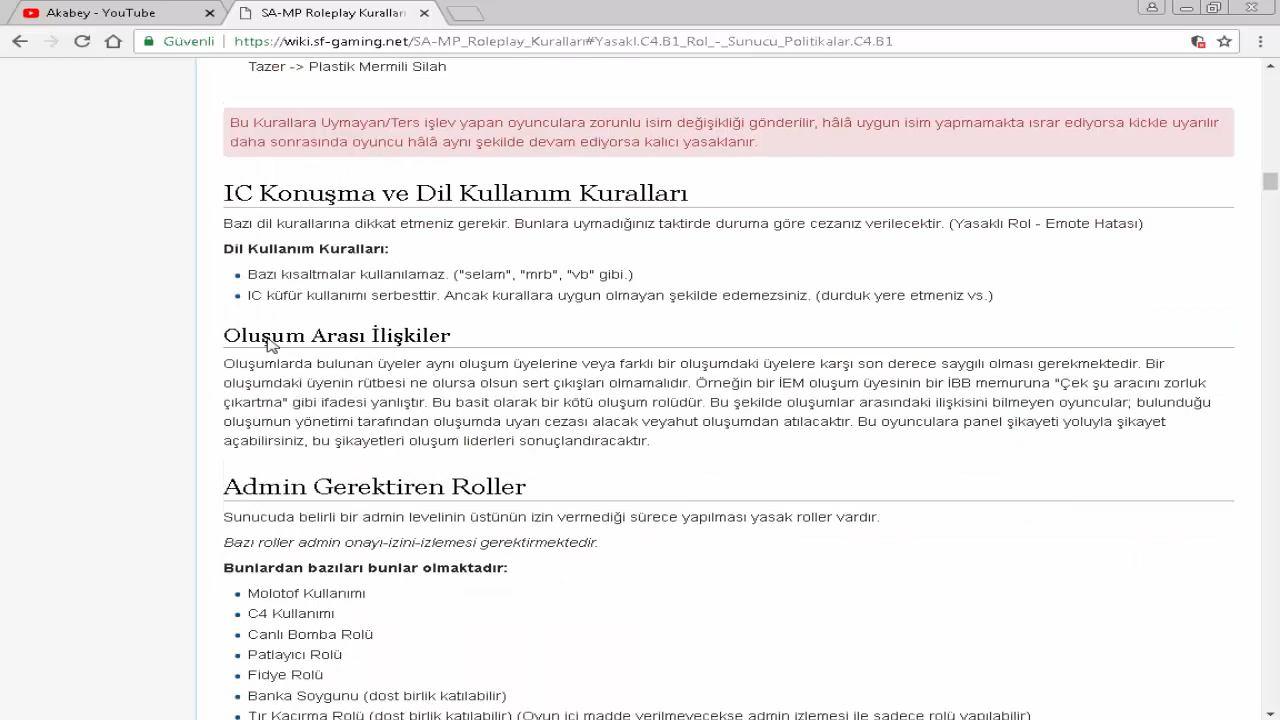 Akabey - YouTube
SA-MP Roleplay Kuralları
Güvenli
https://wiki.sf-gaming.net/SA-MP_Roleplay_Kuralları#Yasakl.C4.B1_Rol_-_Sunucu_Politikalar.C4.B1
Tazer -> Plastik Mermili Silah
Bu Kurallara Uymayan/Ters işlev yapan oyunculara zorunlu isim değişikliği gönderilir, hâlâ uygun isim yapmamakta ısrar ediyorsa kickle uyarılır
daha sonrasında oyuncu hâlâ aynı şekilde devam ediyorsa kalıcı yasaklanır.
IC Konuşma ve Dil Kullanım Kuralları
Bazı dil kurallarına dikkat etmeniz gerekir. Bunlara uymadığınız taktirde duruma göre cezanız verilecektir. (Yasaklı Rol - Emote Hatası)
Dil Kullanım Kuralları:
Bazı kısaltmalar kullanılamaz. ("selam", "mrb", "vb" gibi.)
IC küfür kullanımı serbesttir. Ancak kurallara uygun olmayan şekilde edemezsiniz. (durduk yere etmeniz vs.)
Oluşum Arası İlişkiler
Oluşumlarda bulunan üyeler aynı oluşum üyelerine veya farklı bir oluşumdaki üyelere karşı son derece saygılı olması gerekmektedir. Bir
oluşumdaki üyenin rütbesi ne olursa olsun sert çıkışları olmamalıdır. Örneğin bir İEM oluşum üyesinin bir İBB memuruna "Çek şu aracını zorluk
çıkartma" gibi ifadesi yanlıştır. Bu basit olarak bir kötü oluşum rolüdür. Bu şekilde oluşumlar arasındaki ilişkisini bilmeyen oyuncular; bulunduğu
oluşumun yönetimi tarafından oluşumda uyarı cezası alacak veyahut oluşumdan atılacaktır. Bu oyunculara panel şikayeti yoluyla şikayet
açabilirsiniz, bu şikayetleri oluşum liderleri sonuçlandıracaktır.
Admin Gerektiren Roller
Sunucuda belirli bir admin levelinin üstünün izin vermediği sürece yapılması yasak roller vardır.
Bazı roller admin onayı-izini-izlemesi gerektirmektedir.
Bunlardan bazıları bunlar olmaktadır:
Molotof Kullanımı
C4 Kullanımı
Canlı Bomba Rolü
Patlayıcı Rolü
Fidye Rolü
Banka Soygunu (dost birlik katılabilir)
Tır Kaçırma Rolü (dost birlik katılabilir) (Oyun içi madde verilmeyecekse admin izlemesi ile sadece rolü yapılabilir)